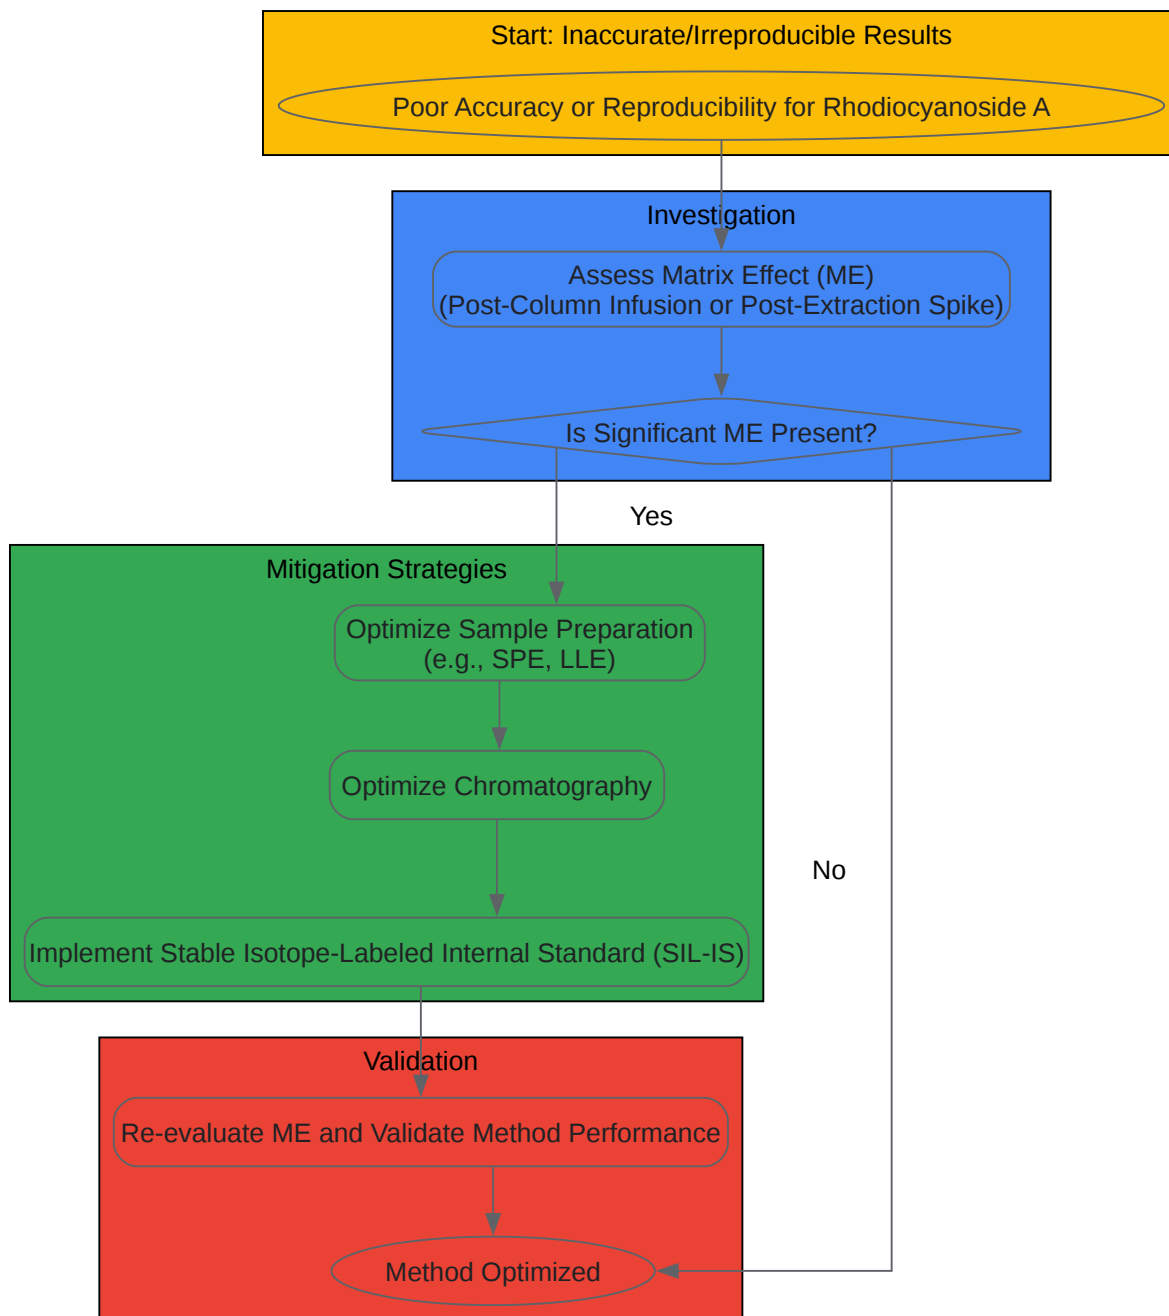 Start: Inaccurate/Irreproducible Results
Poor Accuracy or Reproducibility for Rhodiocyanoside A
Investigation
Assess Matrix Effect (ME)
(Post-Column Infusion or Post-Extraction Spike)
Is Significant ME Present?
Yes
Mitigation Strategies
Optimize Sample Preparation
(e.g., SPE, LLE)
Optimize Chromatography
No
Implement Stable Isotope-Labeled Internal Standard (SIL-IS)
Validation
Re-evaluate ME and Validate Method Performance
Method Optimized